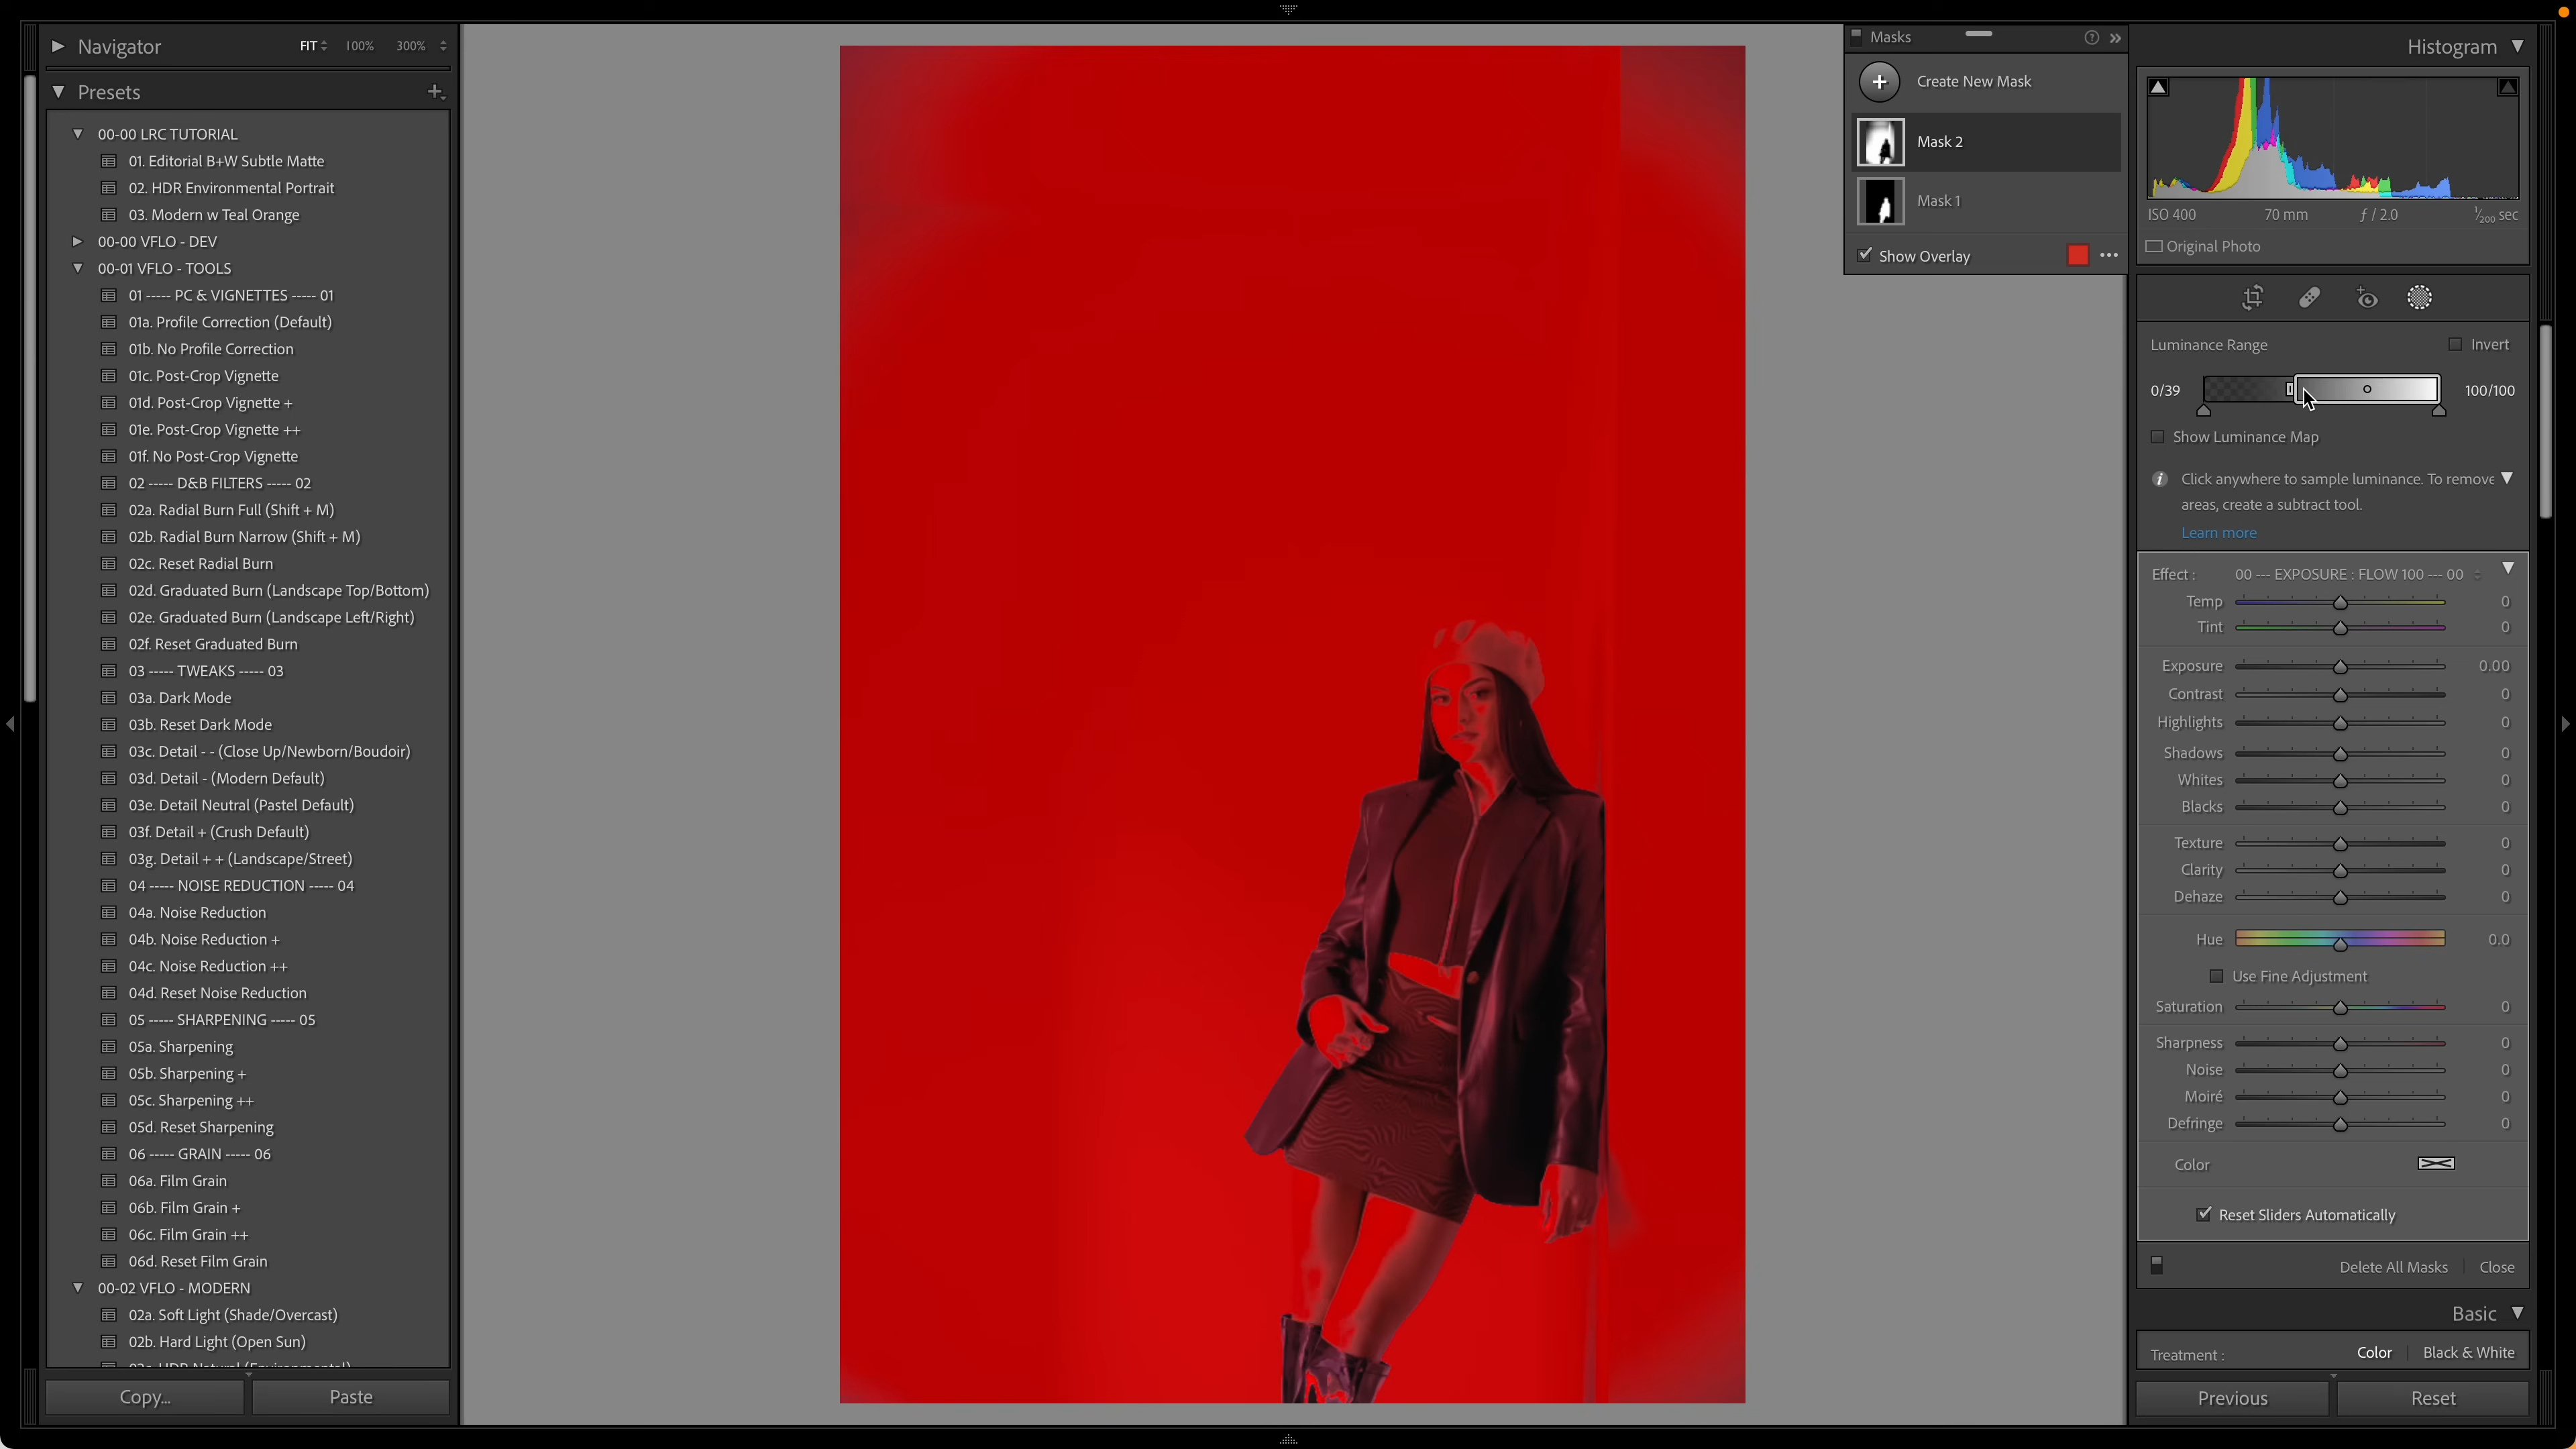 Navigator
FIT 100% 300%
Presets
00-00 LRC TUTORIAL
01. Editorial B+W Subtle Matte
02. HDR Environmental Portrait
03. Modern w Teal Orange
00-00 VFLO - DEV
00-01 VFLO - TOOLS
01 ----- PC & VIGNETTES ----- 01
01a. Profile Correction (Default)
01b. No Profile Correction
01c. Post-Crop Vignette
01d. Post-Crop Vignette +
01e. Post-Crop Vignette ++
01f. No Post-Crop Vignette
02 ----- D&B FILTERS ----- 02
02a. Radial Burn Full (Shift + M)
02b. Radial Burn Narrow (Shift + M)
02c. Reset Radial Burn
02d. Graduated Burn (Landscape Top/Bottom)
02e. Graduated Burn (Landscape Left/Right)
02f. Reset Graduated Burn
03 ----- TWEAKS ----- 03
03a. Dark Mode
03b. Reset Dark Mode
03c. Detail - - (Close Up/Newborn/Boudoir)
03d. Detail - (Modern Default)
03e. Detail Neutral (Pastel Default)
03f. Detail + (Crush Default)
03g. Detail + + (Landscape/Street)
04 ----- NOISE REDUCTION ----- 04
04a. Noise Reduction
04b. Noise Reduction +
04c. Noise Reduction ++
04d. Reset Noise Reduction
05 ----- SHARPENING ----- 05
05a. Sharpening
05b. Sharpening +
05c. Sharpening ++
05d. Reset Sharpening
06 ----- GRAIN ----- 06
06a. Film Grain
06b. Film Grain +
06c. Film Grain ++
06d. Reset Film Grain
00-02 VFLO - MODERN
02a. Soft Light (Shade/Overcast)
02b. Hard Light (Open Sun)
Copy... Paste
Masks
Create New Mask
Mask 2
Mask 1
Show Overlay
Histogram
ISO 400 70 mm ƒ / 2.0 1/200 sec
Original Photo
Luminance Range Invert
0/39 100/100
Show Luminance Map
Click anywhere to sample luminance. To remove
areas, create a subtract tool.
Learn more
Effect : 00 --- EXPOSURE : FLOW 100 --- 00
Temp 0
Tint 0
Exposure 0.00
Contrast 0
Highlights 0
Shadows 0
Whites 0
Blacks 0
Texture 0
Clarity 0
Dehaze 0
Hue 0.0
Use Fine Adjustment
Saturation 0
Sharpness 0
Noise 0
Moiré 0
Defringe 0
Color
Reset Sliders Automatically
Delete All Masks Close
Basic
Treatment : Color Black & White
Previous Reset